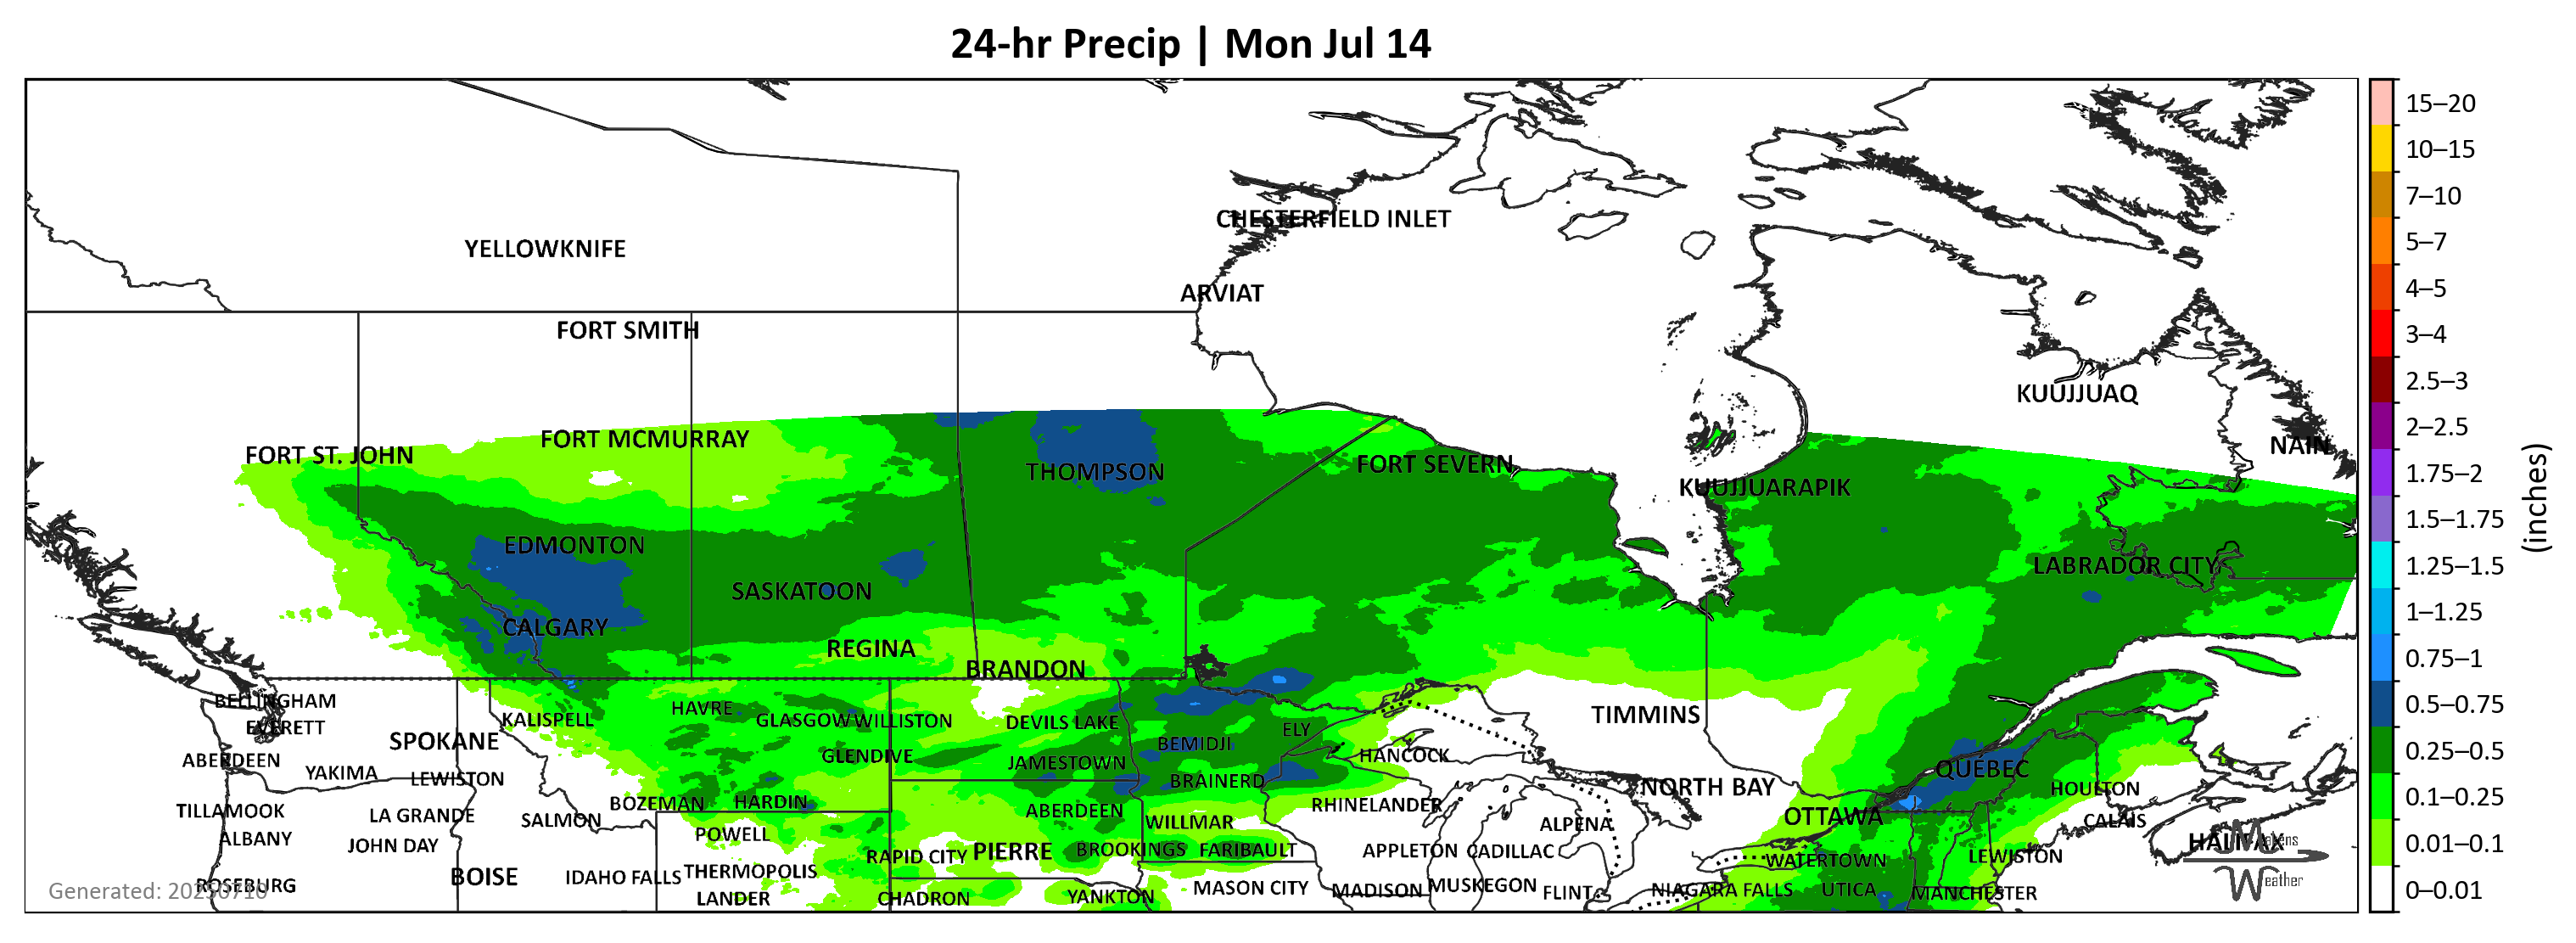 24-hr Precip | Mon Jul 14
CHESTERFIELD INLET
YELLOWKNIFE
ARVIAT
FORT SMITH
KUUJJUAQ
FORT MCMURRAY
NAIN
FORT ST. JOHN
FORT SEVERN
THOMPSON
KUUJJUARAPIK
EDMONTON
LABRADOR CITY
SASKATOON
CALGARY
REGINA
BRANDON
BELLINGHAM
HAVRE
TIMMINS
KALISPELL
GLASGOW
WILLISTON
DEVILS LAKE
EVERETT
ELY
SPOKANE
BEMIDJI
HANCOCK
GLENDIVE
ABERDEEN
JAMESTOWN
QUÉBEC
YAKIMA
LEWISTON
BRAINERD
NORTH BAY
HOULTON
BOZEMAN
HARDIN
RHINELANDER
TILLAMOOK
LA GRANDE
SALMON
ABERDEEN
WILLMAR
ALPENA
OTTAWA
CALAIS
ALBANY
POWELL
JOHN DAY
HALIFAX
RAPID CITY
PIERRE
BROOKINGS
FARIBAULT
APPLETON
CADILLAC
WATERTOWN
LEWISTON
BOISE
IDAHO FALLS
THERMOPOLIS
ROSEBURG
MASON CITY
MADISON
MUSKEGON
FLINT
NIAGARA FALLS
UTICA
MANCHESTER
LANDER
CHADRON
YANKTON
Generated: 20250710
Weather
15–20
10–15
7–10
5–7
4–5
3–4
2.5–3
2–2.5
1.75–2
1.5–1.75
1.25–1.5
1–1.25
0.75–1
0.5–0.75
0.25–0.5
0.1–0.25
0.01–0.1
0–0.01
(inches)